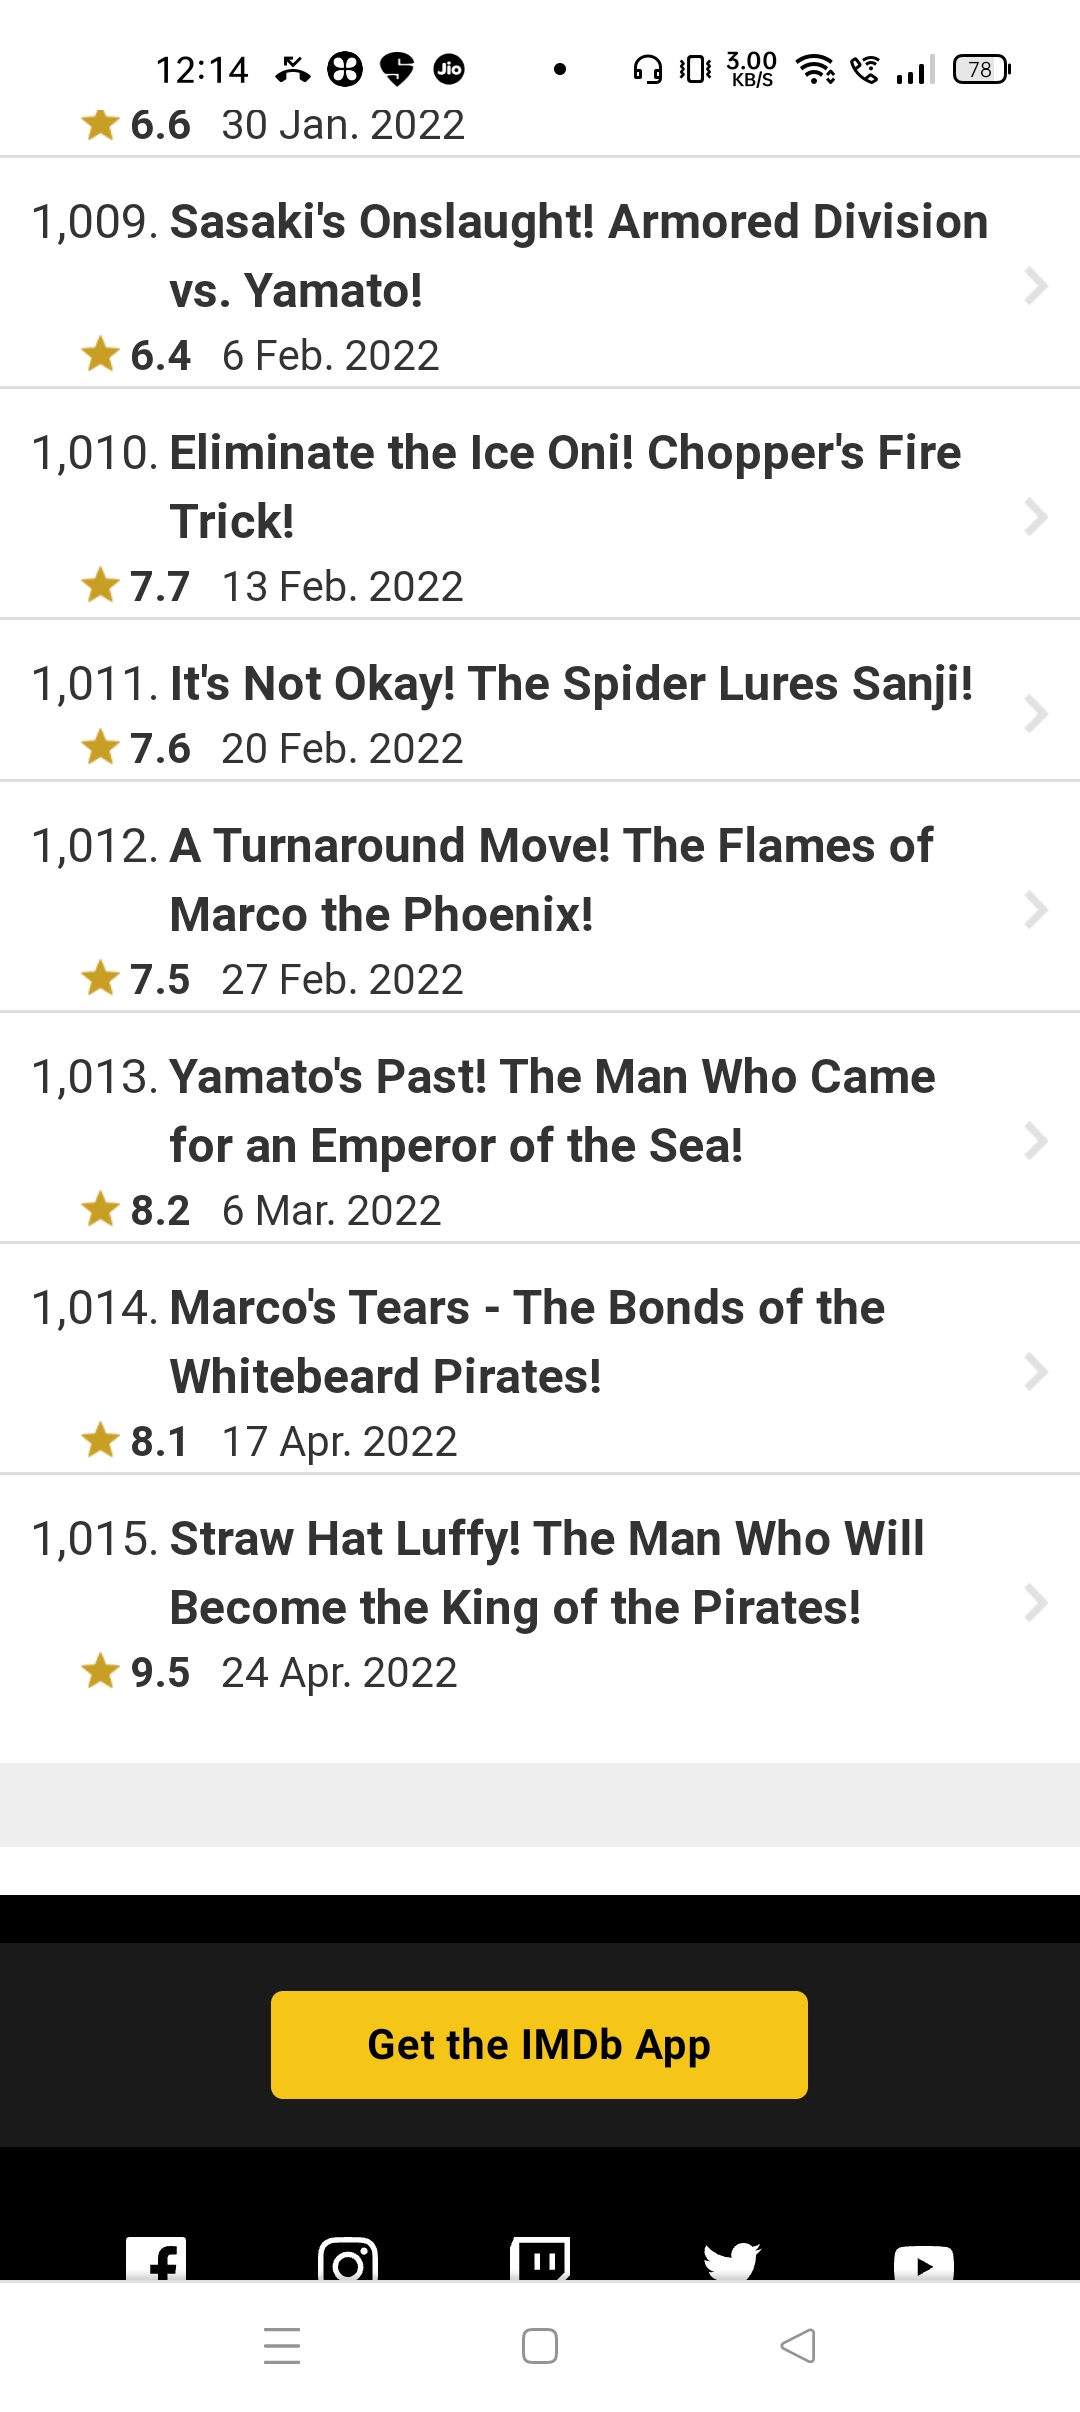 12:14 Jio 3.00 KB/S 78
6.6 30 Jan. 2022
1,009. Sasaki's Onslaught! Armored Division
vs. Yamato!
6.4 6 Feb. 2022
1,010. Eliminate the Ice Oni! Chopper's Fire
Trick!
7.7 13 Feb. 2022
1,011. It's Not Okay! The Spider Lures Sanji!
7.6 20 Feb. 2022
1,012. A Turnaround Move! The Flames of
Marco the Phoenix!
7.5 27 Feb. 2022
1,013. Yamato's Past! The Man Who Came
for an Emperor of the Sea!
8.2 6 Mar. 2022
1,014. Marco's Tears - The Bonds of the
Whitebeard Pirates!
8.1 17 Apr. 2022
1,015. Straw Hat Luffy! The Man Who Will
Become the King of the Pirates!
9.5 24 Apr. 2022
Get the IMDb App